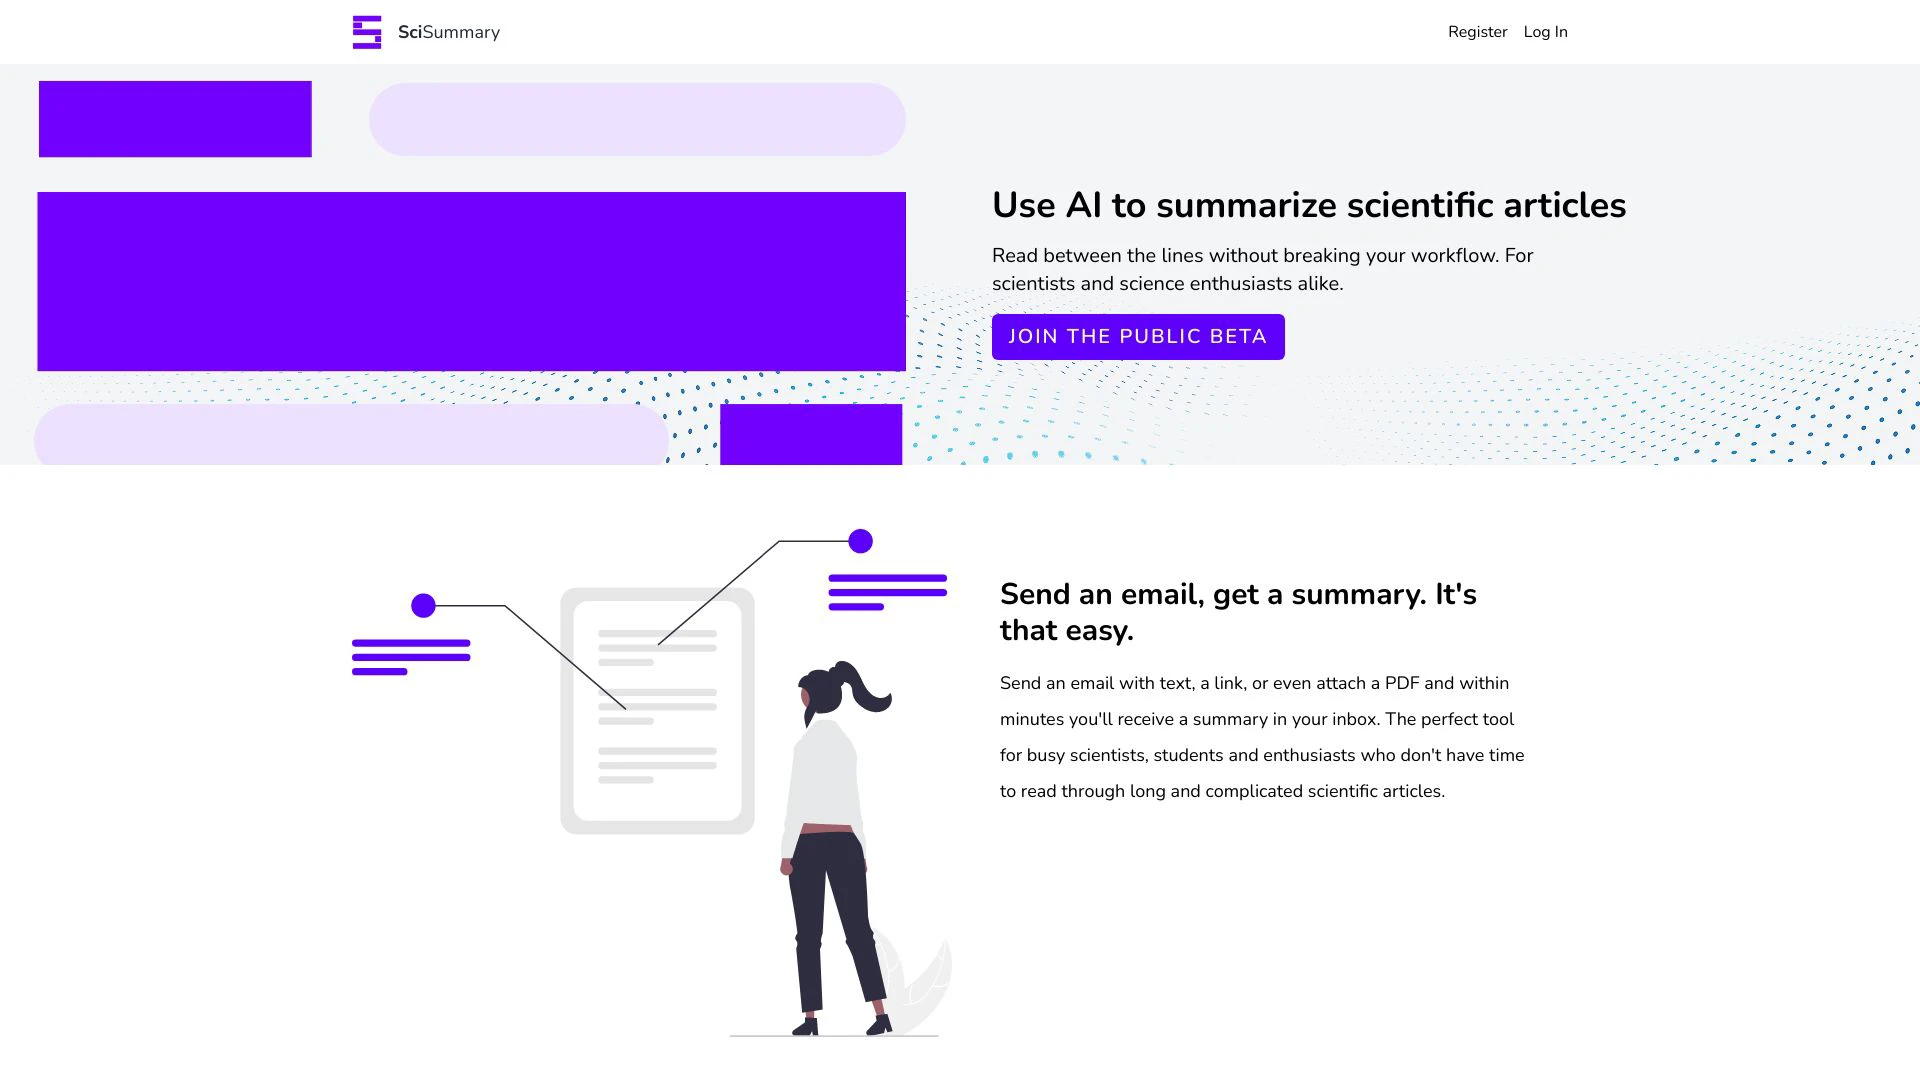 SciSummary
Register
Log In
Use AI to summarize scientific articles
Read between the lines without breaking your workflow. For
scientists and science enthusiasts alike.
JOIN THE PUBLIC BETA
Send an email, get a summary. It's
that easy.
Send an email with text, a link, or even attach a PDF and within
minutes you'll receive a summary in your inbox. The perfect tool
for busy scientists, students and enthusiasts who don't have time
to read through long and complicated scientific articles.